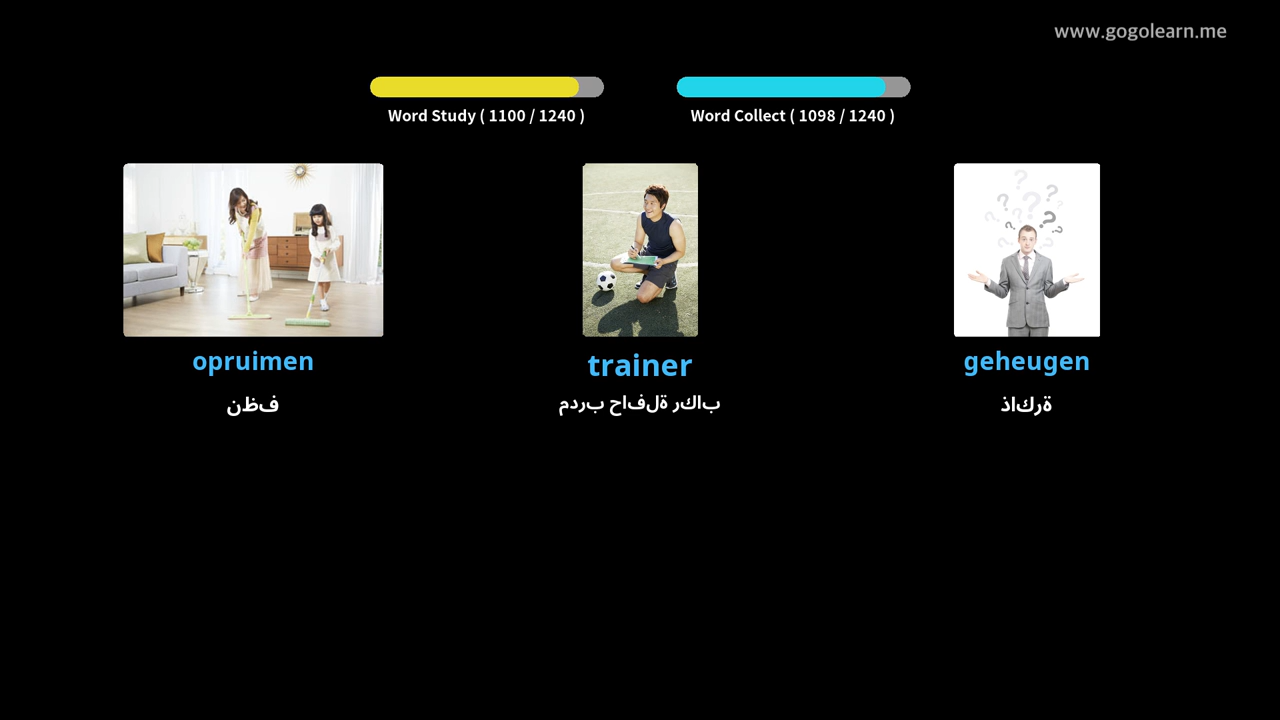 www.gogolearn.me
Word Study ( 1100 / 1240 )
Word Collect ( 1098 / 1240 )
opruimen
فظن
trainer
باكر ةلفاح بردم
geheugen
ةركاذ